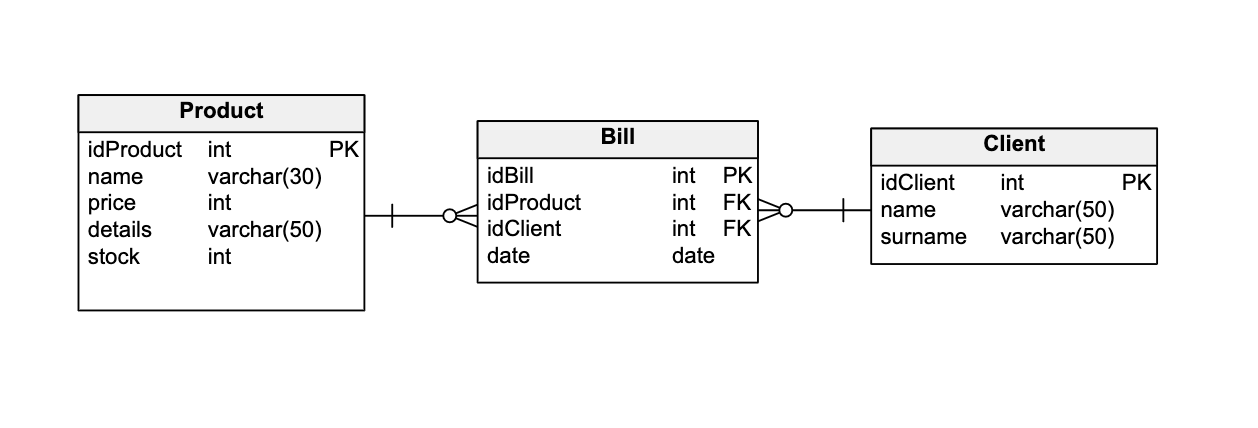 Product
idProduct int PK
name varchar(30)
price int
details varchar(50)
stock int
Bill
idBill int PK
idProduct int FK
idClient int FK
date date
Client
idClient int PK
name varchar(50)
surname varchar(50)